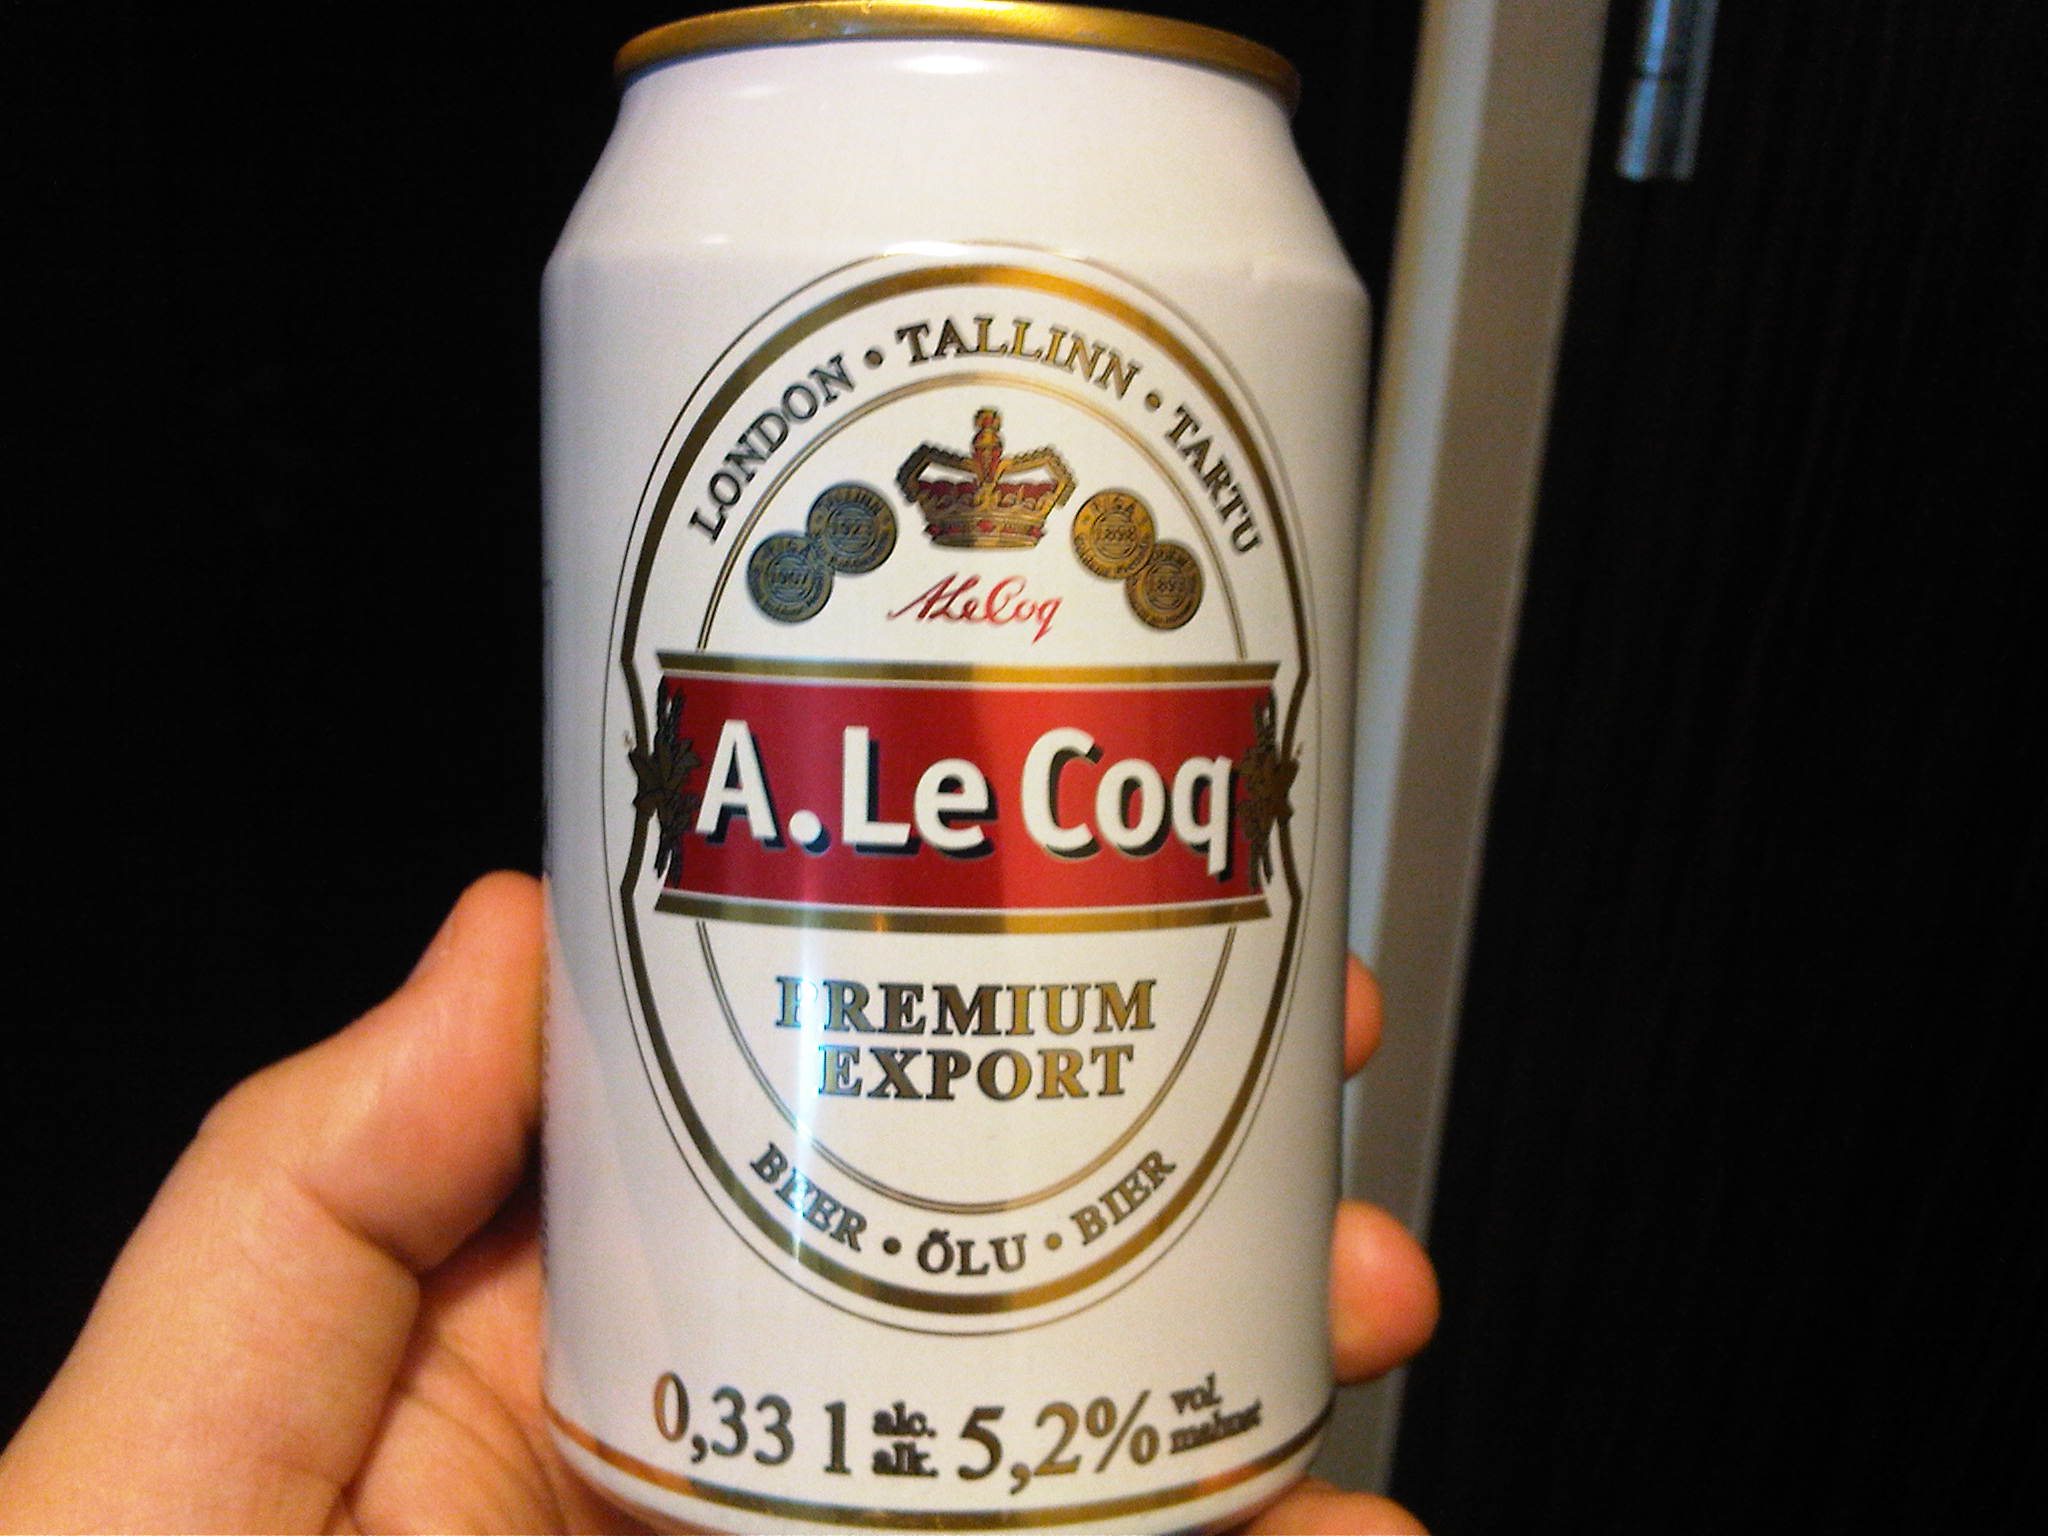 LONDON • TALLINN • TARTU
A Le Coq
A. Le Coq
PREMIUM
EXPORT
BEER • ÕLU • BIER
0,33 l alc. alk. 5,2% vol. mahust